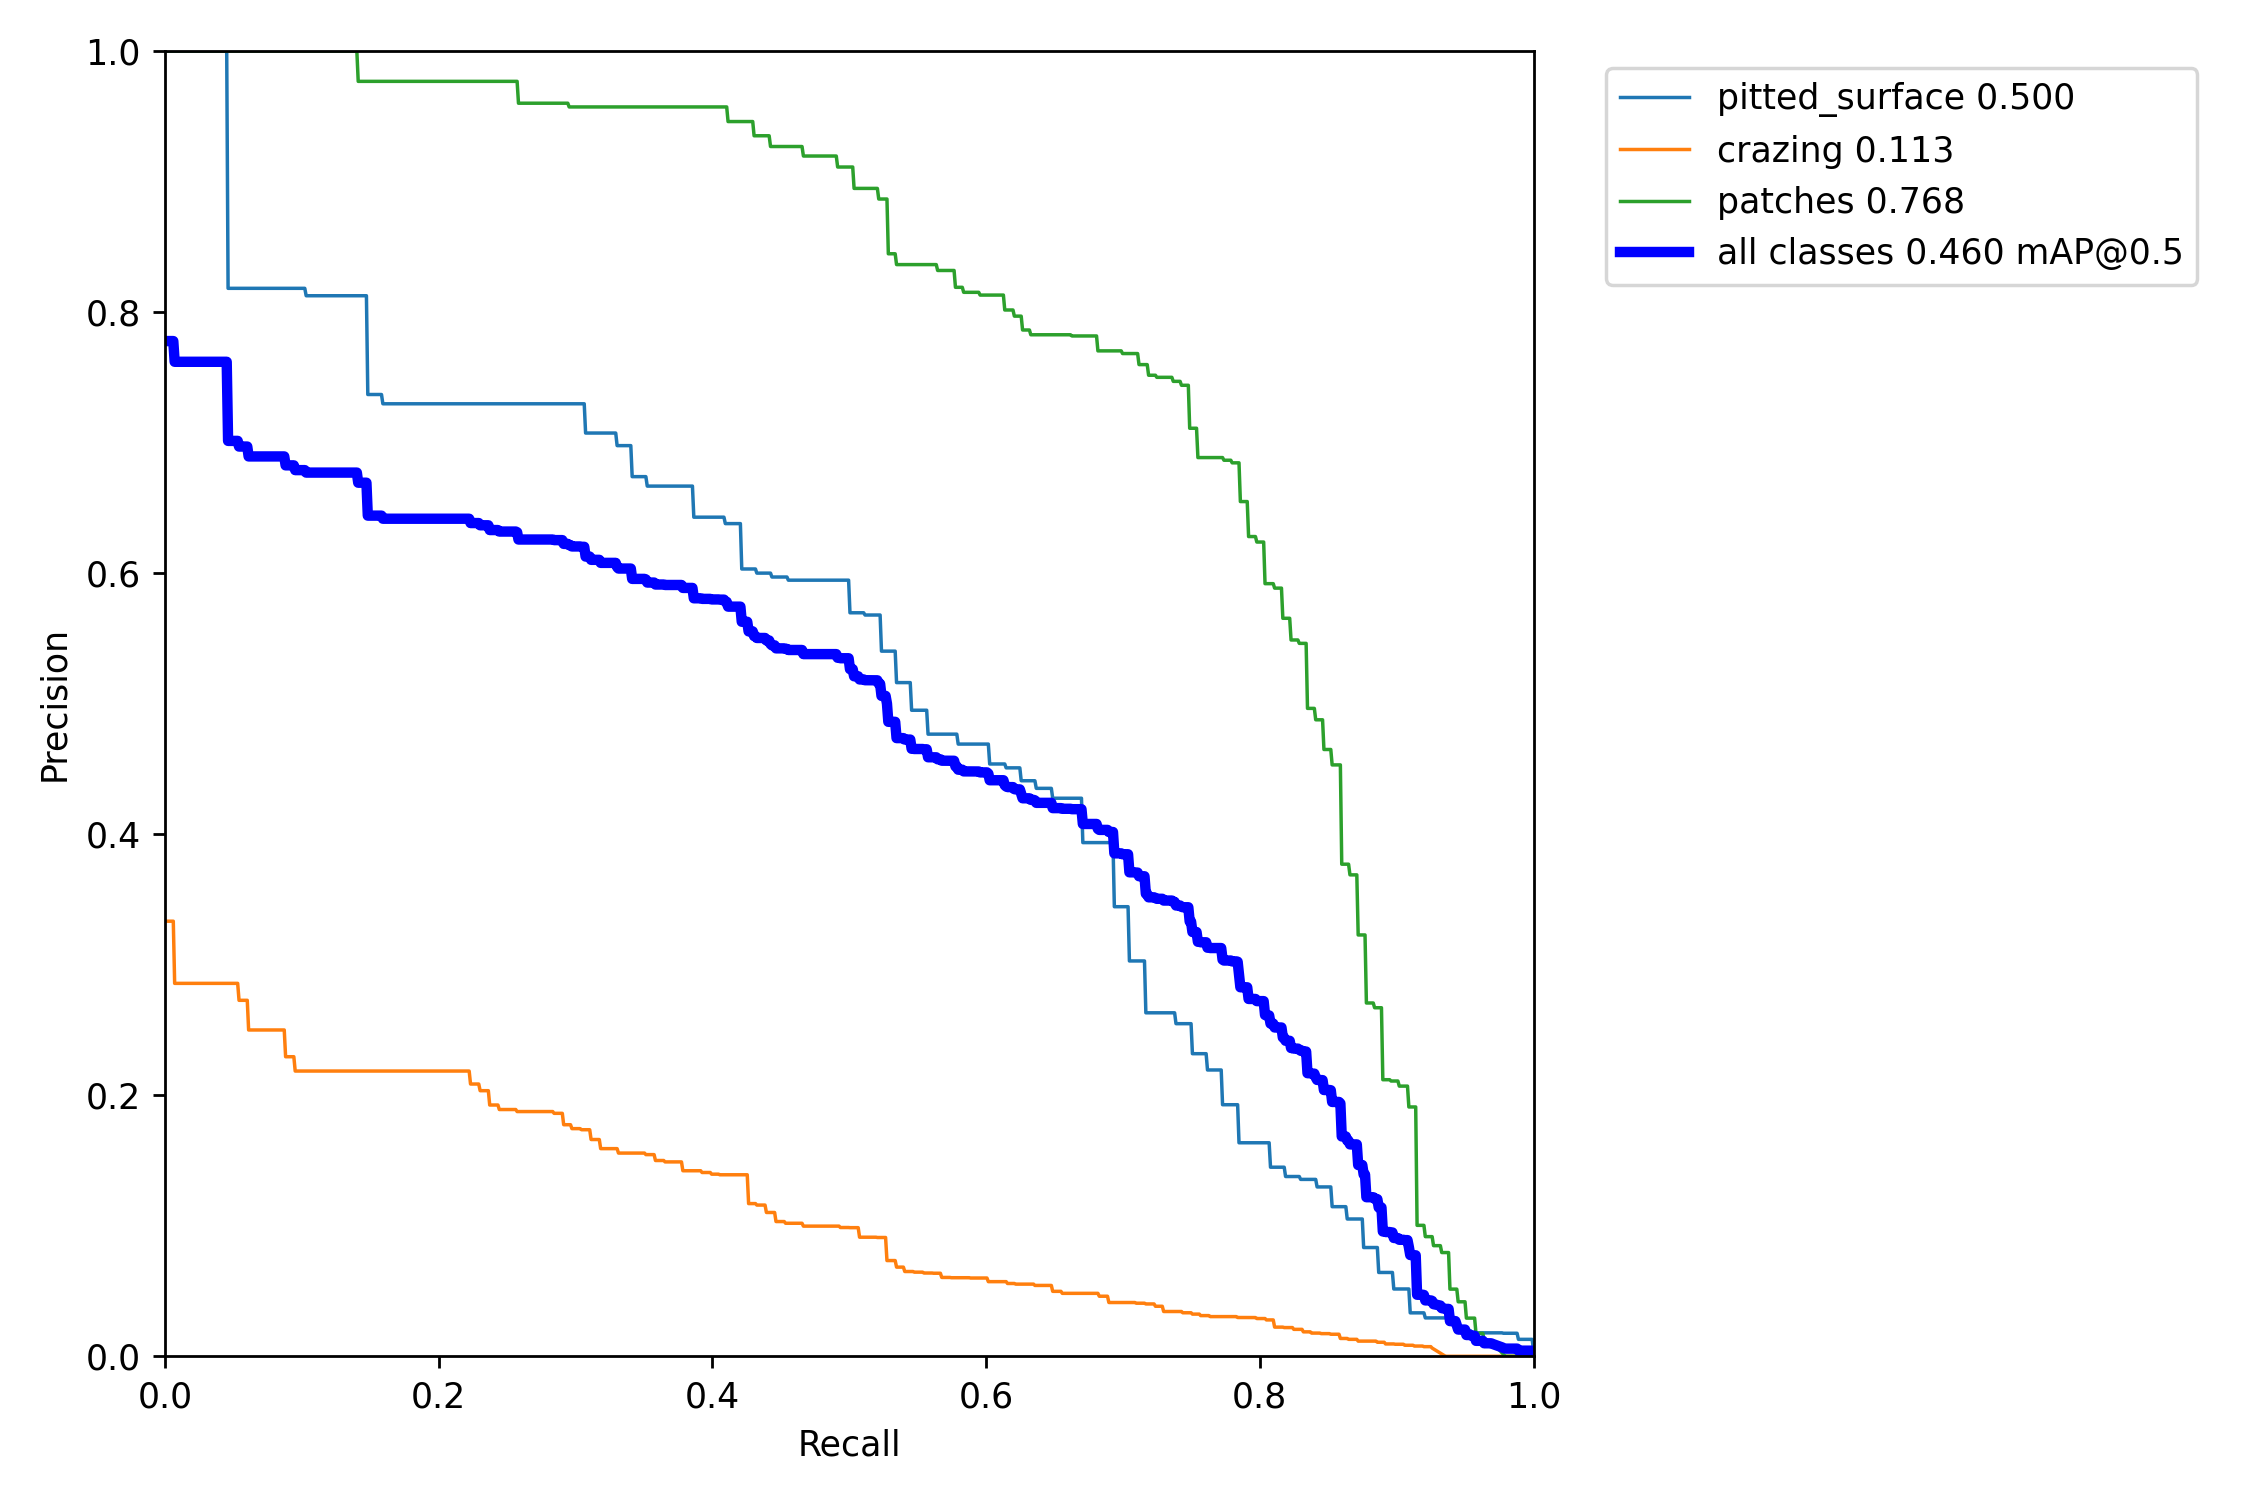 1.0
0.8
0.6
0.4
0.2
0.0
Precision
0.0 0.2 0.4 0.6 0.8 1.0
Recall
pitted_surface 0.500
crazing 0.113
patches 0.768
all classes 0.460 mAP@0.5